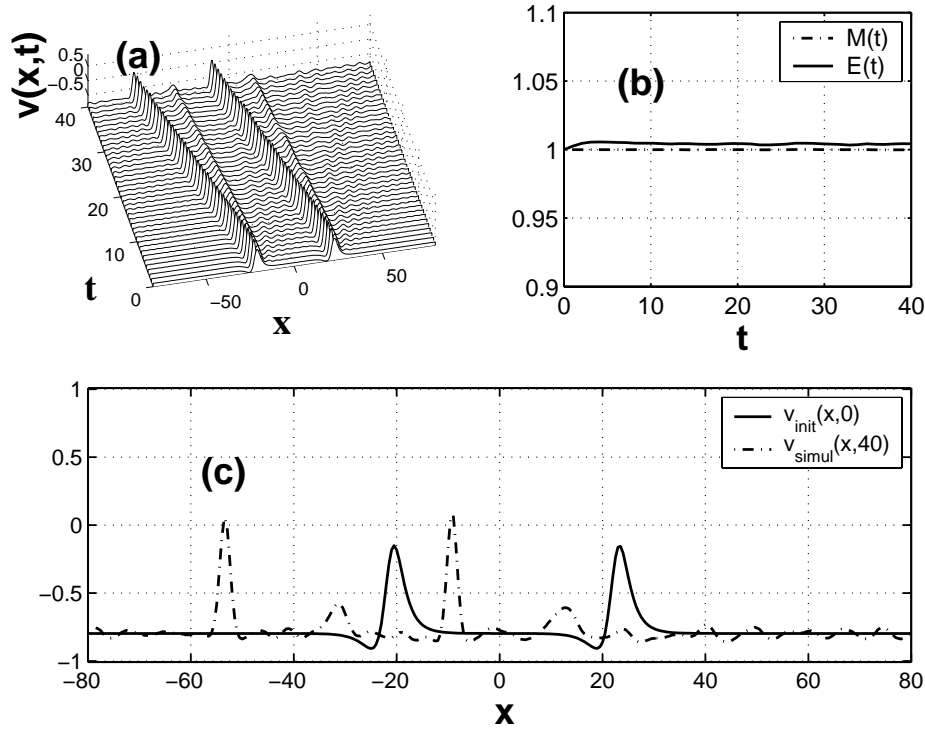 (a)
v(x,t)
0.5
0
−0.5
40
30
20
10
0
t
−50
0
50
x
(b)
M(t)
E(t)
1.1
1.05
1
0.95
0.9
0
10
20
30
40
t
(c)
v_init(x,0)
v_simul(x,40)
1
0.5
0
−0.5
−1
−80
−60
−40
−20
0
20
40
60
80
x